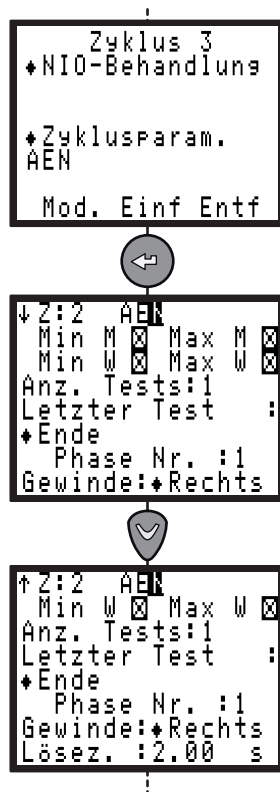 Zyklus 3
♦NIO-Behandlung
♦Zyklusparam.
AEN
Mod. Einf Entf
↓Z:2 AEN
Min M ☒ Max M ☒
Min W ☒ Max W ☒
Anz. Tests:1
Letzter Test :
♦Ende
Phase Nr. :1
Gewinde:♦Rechts
↑Z:2 AEN
Min W ☒ Max W ☒
Anz. Tests:1
Letzter Test :
♦Ende
Phase Nr. :1
Gewinde:♦Rechts
Lösez. :2.00 s